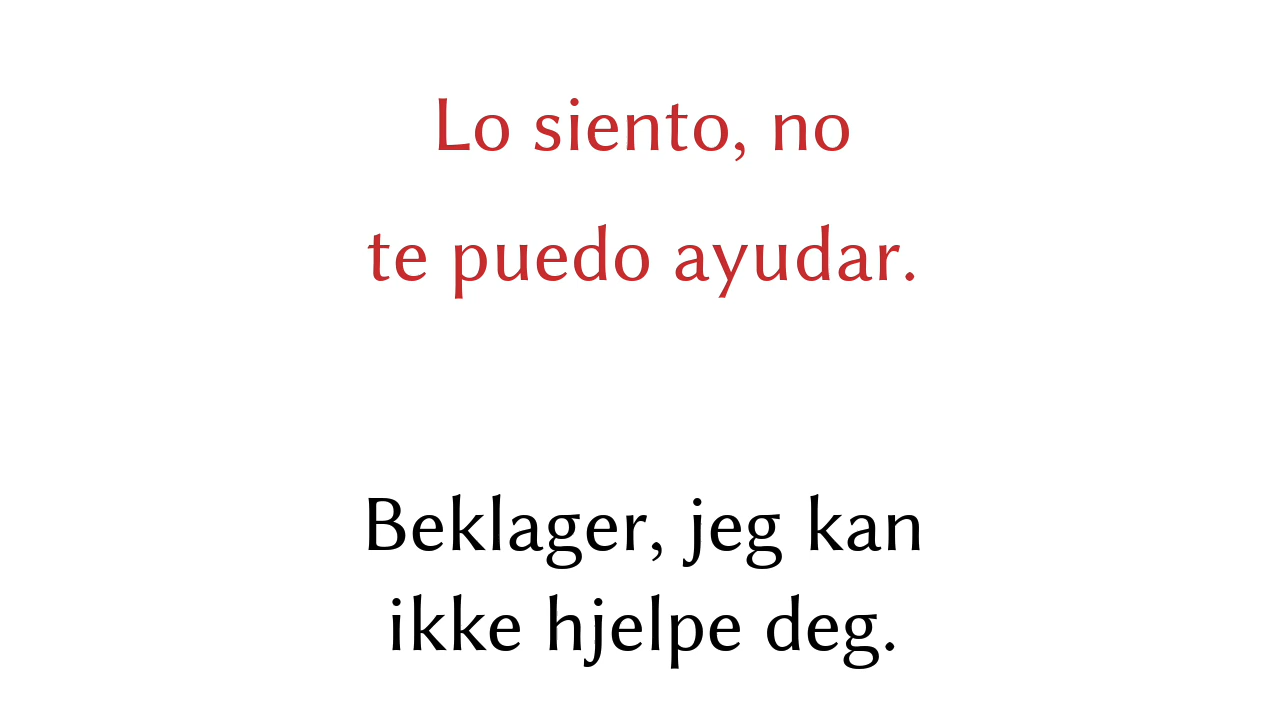 Lo siento, no
te puedo ayudar.
Beklager, jeg kan
ikke hjelpe deg.